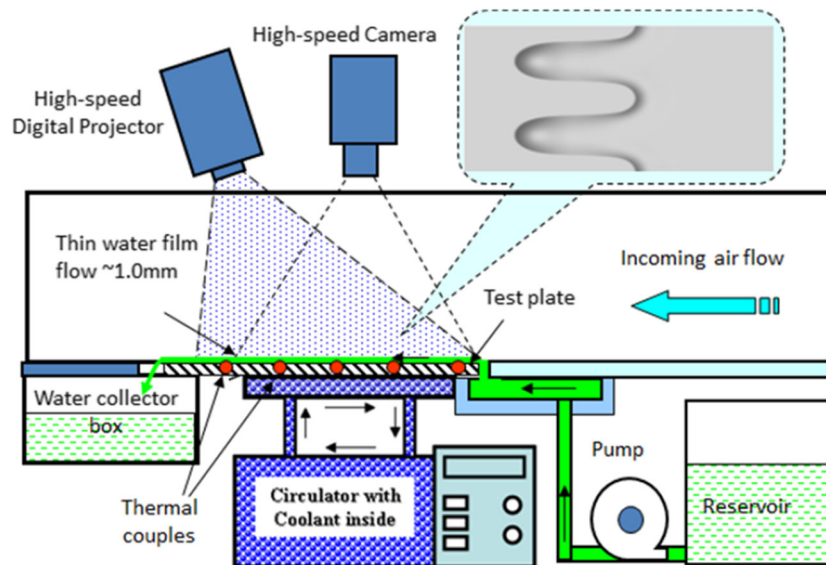 High-speed Camera
High-speed
Digital Projector
Thin water film
flow ~1.0mm
Incoming air flow
Test plate
Water collector
box
Thermal
couples
Circulator with
Coolant inside
Pump
Reservoir